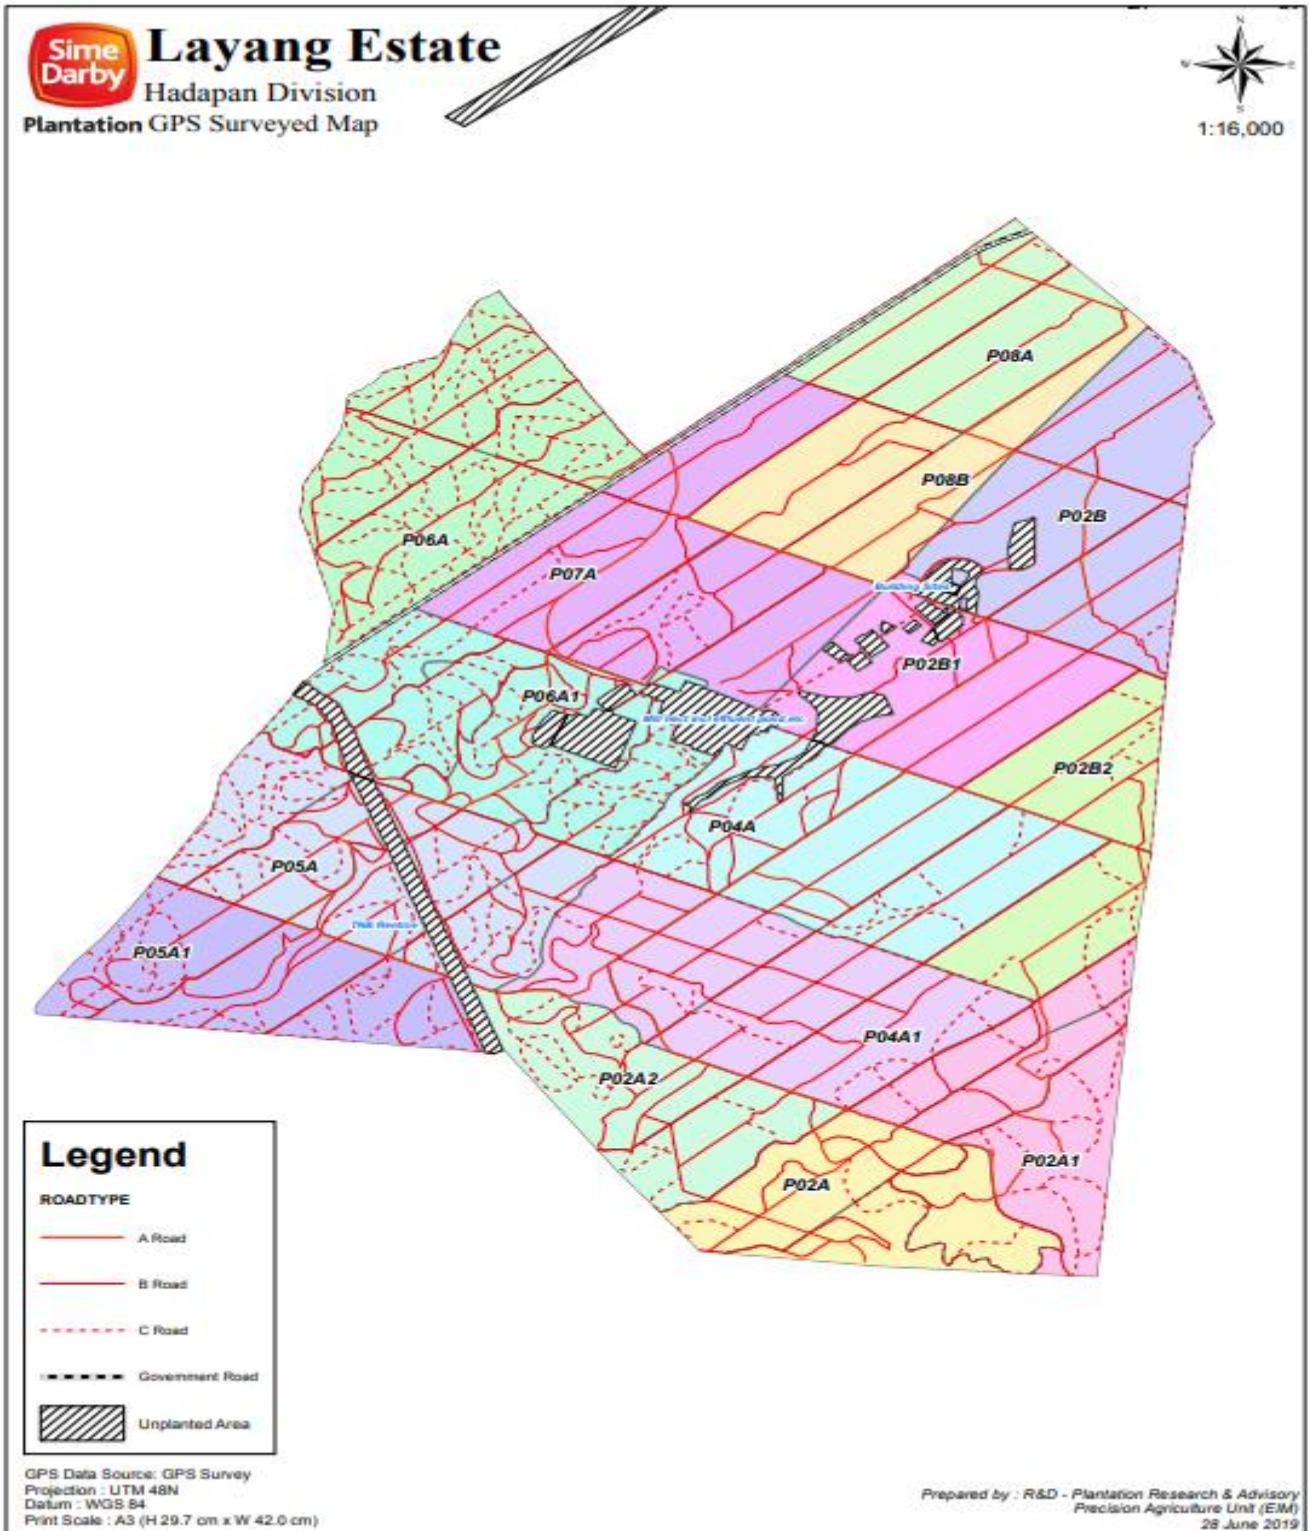 Sime
Darby
Plantation
Layang Estate
Hadapan Division
GPS Surveyed Map
N
W
E
S
1:16,000
P08A
P08B
P02B
P06A
P07A
Building Sites
P02B1
P06A1
P02B2
P04A
P05A
P05A1
P04A1
P02A2
P02A1
P02A
Legend
ROADTYPE
A Road
B Road
C Road
Government Road
Unplanted Area
GPS Data Source: GPS Survey
Projection : UTM 48N
Datum : WGS 84
Print Scale : A3 (H 29.7 cm x W 42.0 cm)
Prepared by : R&D - Plantation Research & Advisory
Precision Agriculture Unit (EIM)
28 June 2019